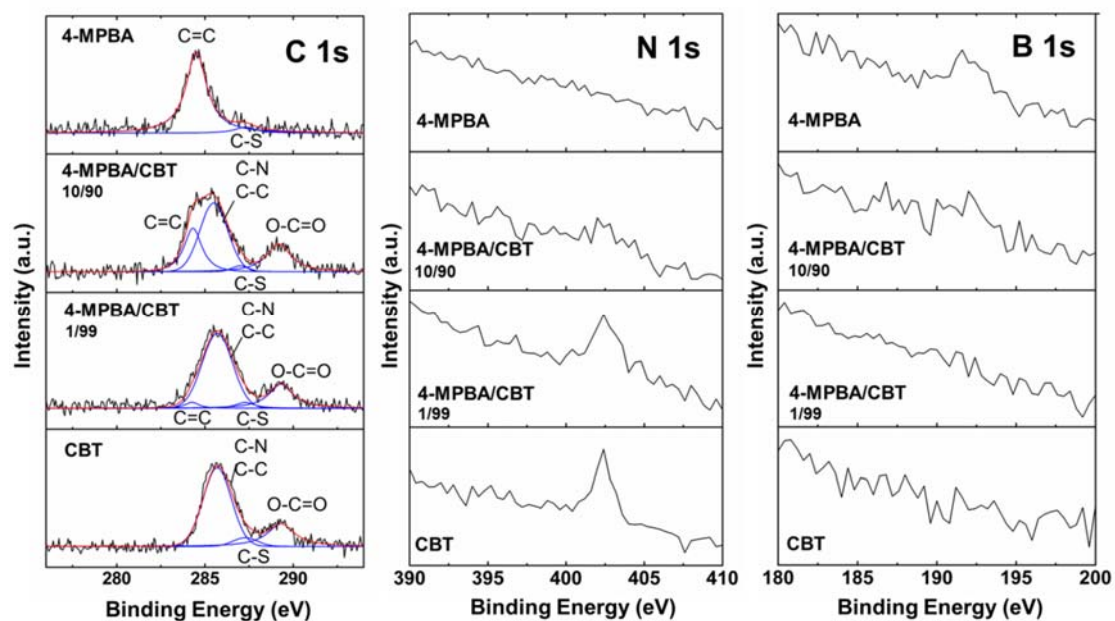 Intensity (a.u.)
4-MPBA
C=C
C 1s
C-S
4-MPBA/CBT
10/90
C-N
C-C
C=C
O-C=O
C-S
4-MPBA/CBT
1/99
C-N
C-C
O-C=O
C=C
C-S
CBT
C-N
C-C
O-C=O
C-S
280 285 290
Binding Energy (eV)
Intensity (a.u.)
N 1s
4-MPBA
4-MPBA/CBT
10/90
4-MPBA/CBT
1/99
CBT
390 395 400 405 410
Binding Energy (eV)
Intensity (a.u.)
B 1s
4-MPBA
4-MPBA/CBT
10/90
4-MPBA/CBT
1/99
CBT
180 185 190 195 200
Binding Energy (eV)